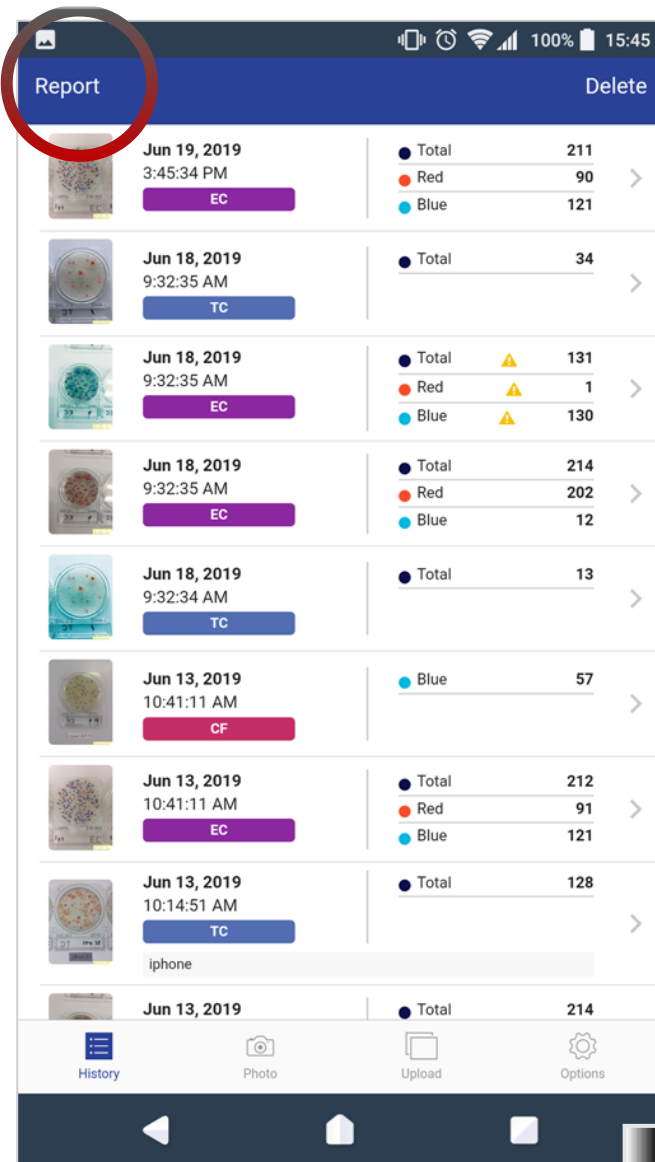 100% 15:45
Report Delete
Jun 19, 2019
3:45:34 PM
EC
Total 211
Red 90
Blue 121
Jun 18, 2019
9:32:35 AM
TC
Total 34
Jun 18, 2019
9:32:35 AM
EC
Total 131
Red 1
Blue 130
Jun 18, 2019
9:32:35 AM
EC
Total 214
Red 202
Blue 12
Jun 18, 2019
9:32:34 AM
TC
Total 13
Jun 13, 2019
10:41:11 AM
CF
Blue 57
Jun 13, 2019
10:41:11 AM
EC
Total 212
Red 91
Blue 121
Jun 13, 2019
10:14:51 AM
TC
Total 128
iphone
Jun 13, 2019
Total 214
History Photo Upload Options